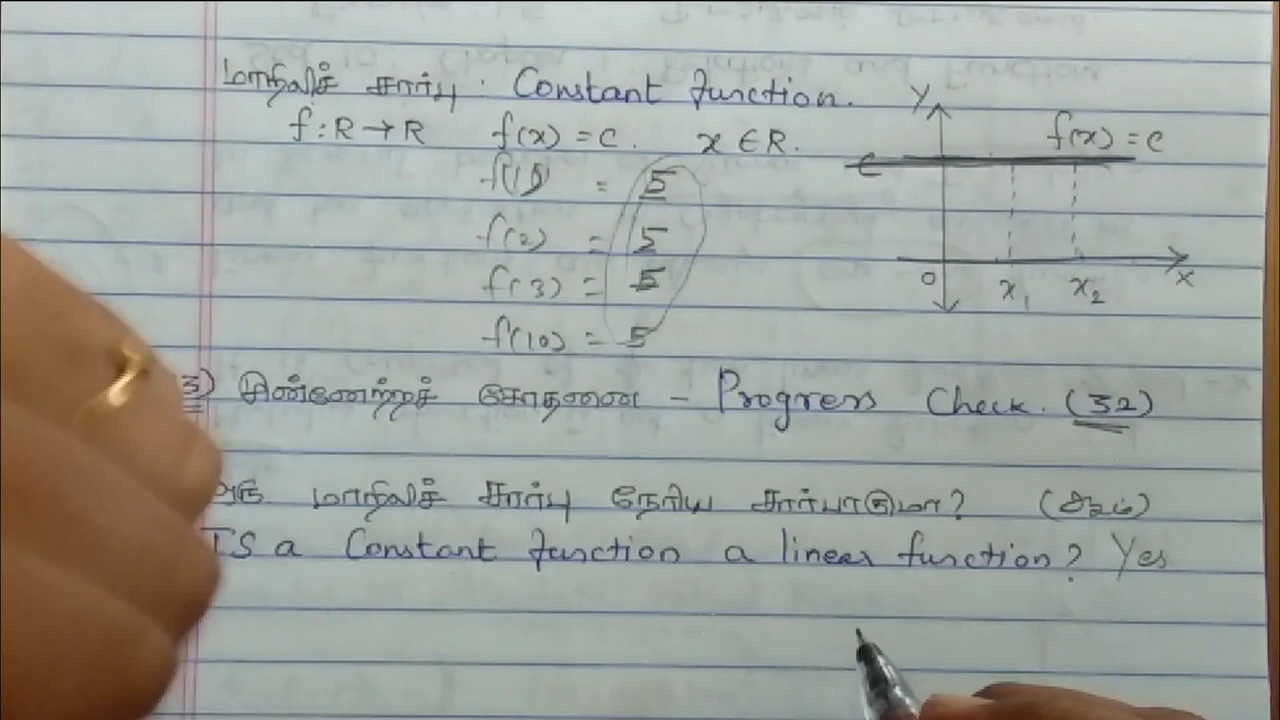 மாறிலிச் சார்பு . Constant function.
f : R → R f(x) = c. x ∈ R.
f(1) = 5
f(2) = 5
f(3) = 5
f(10) = 5
Y
f(x) = c
C
O x₁ x₂ X
3) முன்னேற்றச் சோதனை - Progress Check. (32)
ஒரு மாறிலிச் சார்பு நேரிய சார்பாகுமா? (ஆம்)
IS a Constant function a linear function? Yes